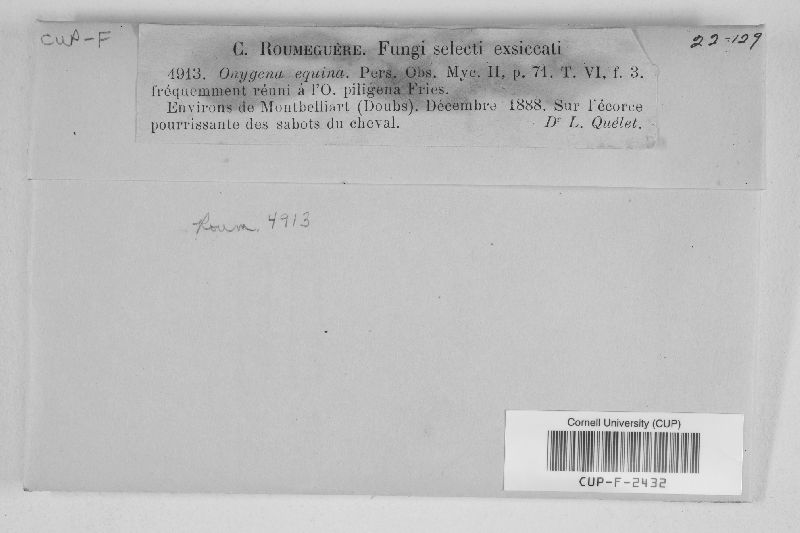 CUP-F
22-129
C. ROUMEGUÈRE. Fungi selecti exsiccati
4913. Onygena equina. Pers. Obs. Myc. II, p. 71. T. VI, f. 3.
fréquemment réuni à l'O. piligena Fries.
Environs de Montbelliart (Doubs). Décembre 1888. Sur l'écorce
pourrissante des sabots du cheval. Dr L. Quélet.
Roum. 4913
Cornell University (CUP)
CUP-F-2432